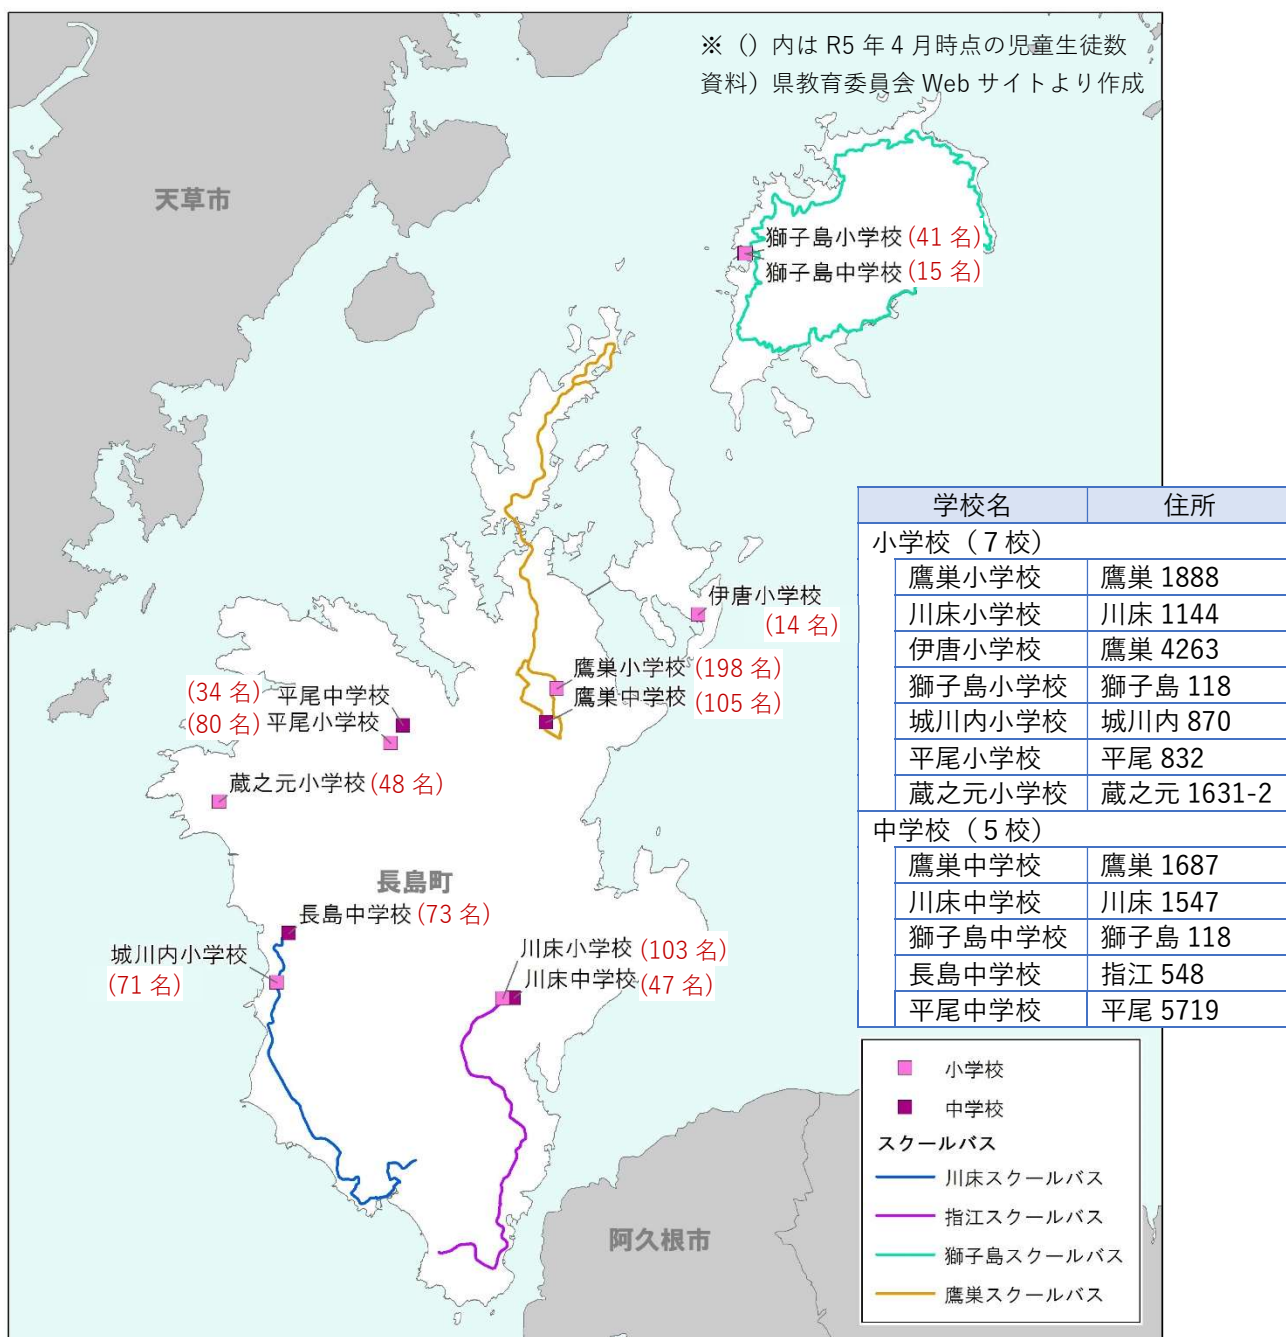 ※（）内は R5 年 4 月時点の児童生徒数
資料）県教育委員会 Web サイトより作成
天草市
獅子島小学校 (41 名)
獅子島中学校 (15 名)
伊唐小学校
(14 名)
鷹巣小学校 (198 名)
鷹巣中学校 (105 名)
(34 名) 平尾中学校
(80 名) 平尾小学校
蔵之元小学校 (48 名)
長島町
長島中学校 (73 名)
城川内小学校
(71 名)
川床小学校 (103 名)
川床中学校 (47 名)
阿久根市
学校名 住所
小学校（７校）
鷹巣小学校 鷹巣 1888
川床小学校 川床 1144
伊唐小学校 鷹巣 4263
獅子島小学校 獅子島 118
城川内小学校 城川内 870
平尾小学校 平尾 832
蔵之元小学校 蔵之元 1631-2
中学校（５校）
鷹巣中学校 鷹巣 1687
川床中学校 川床 1547
獅子島中学校 獅子島 118
長島中学校 指江 548
平尾中学校 平尾 5719
小学校
中学校
スクールバス
川床スクールバス
指江スクールバス
獅子島スクールバス
鷹巣スクールバス